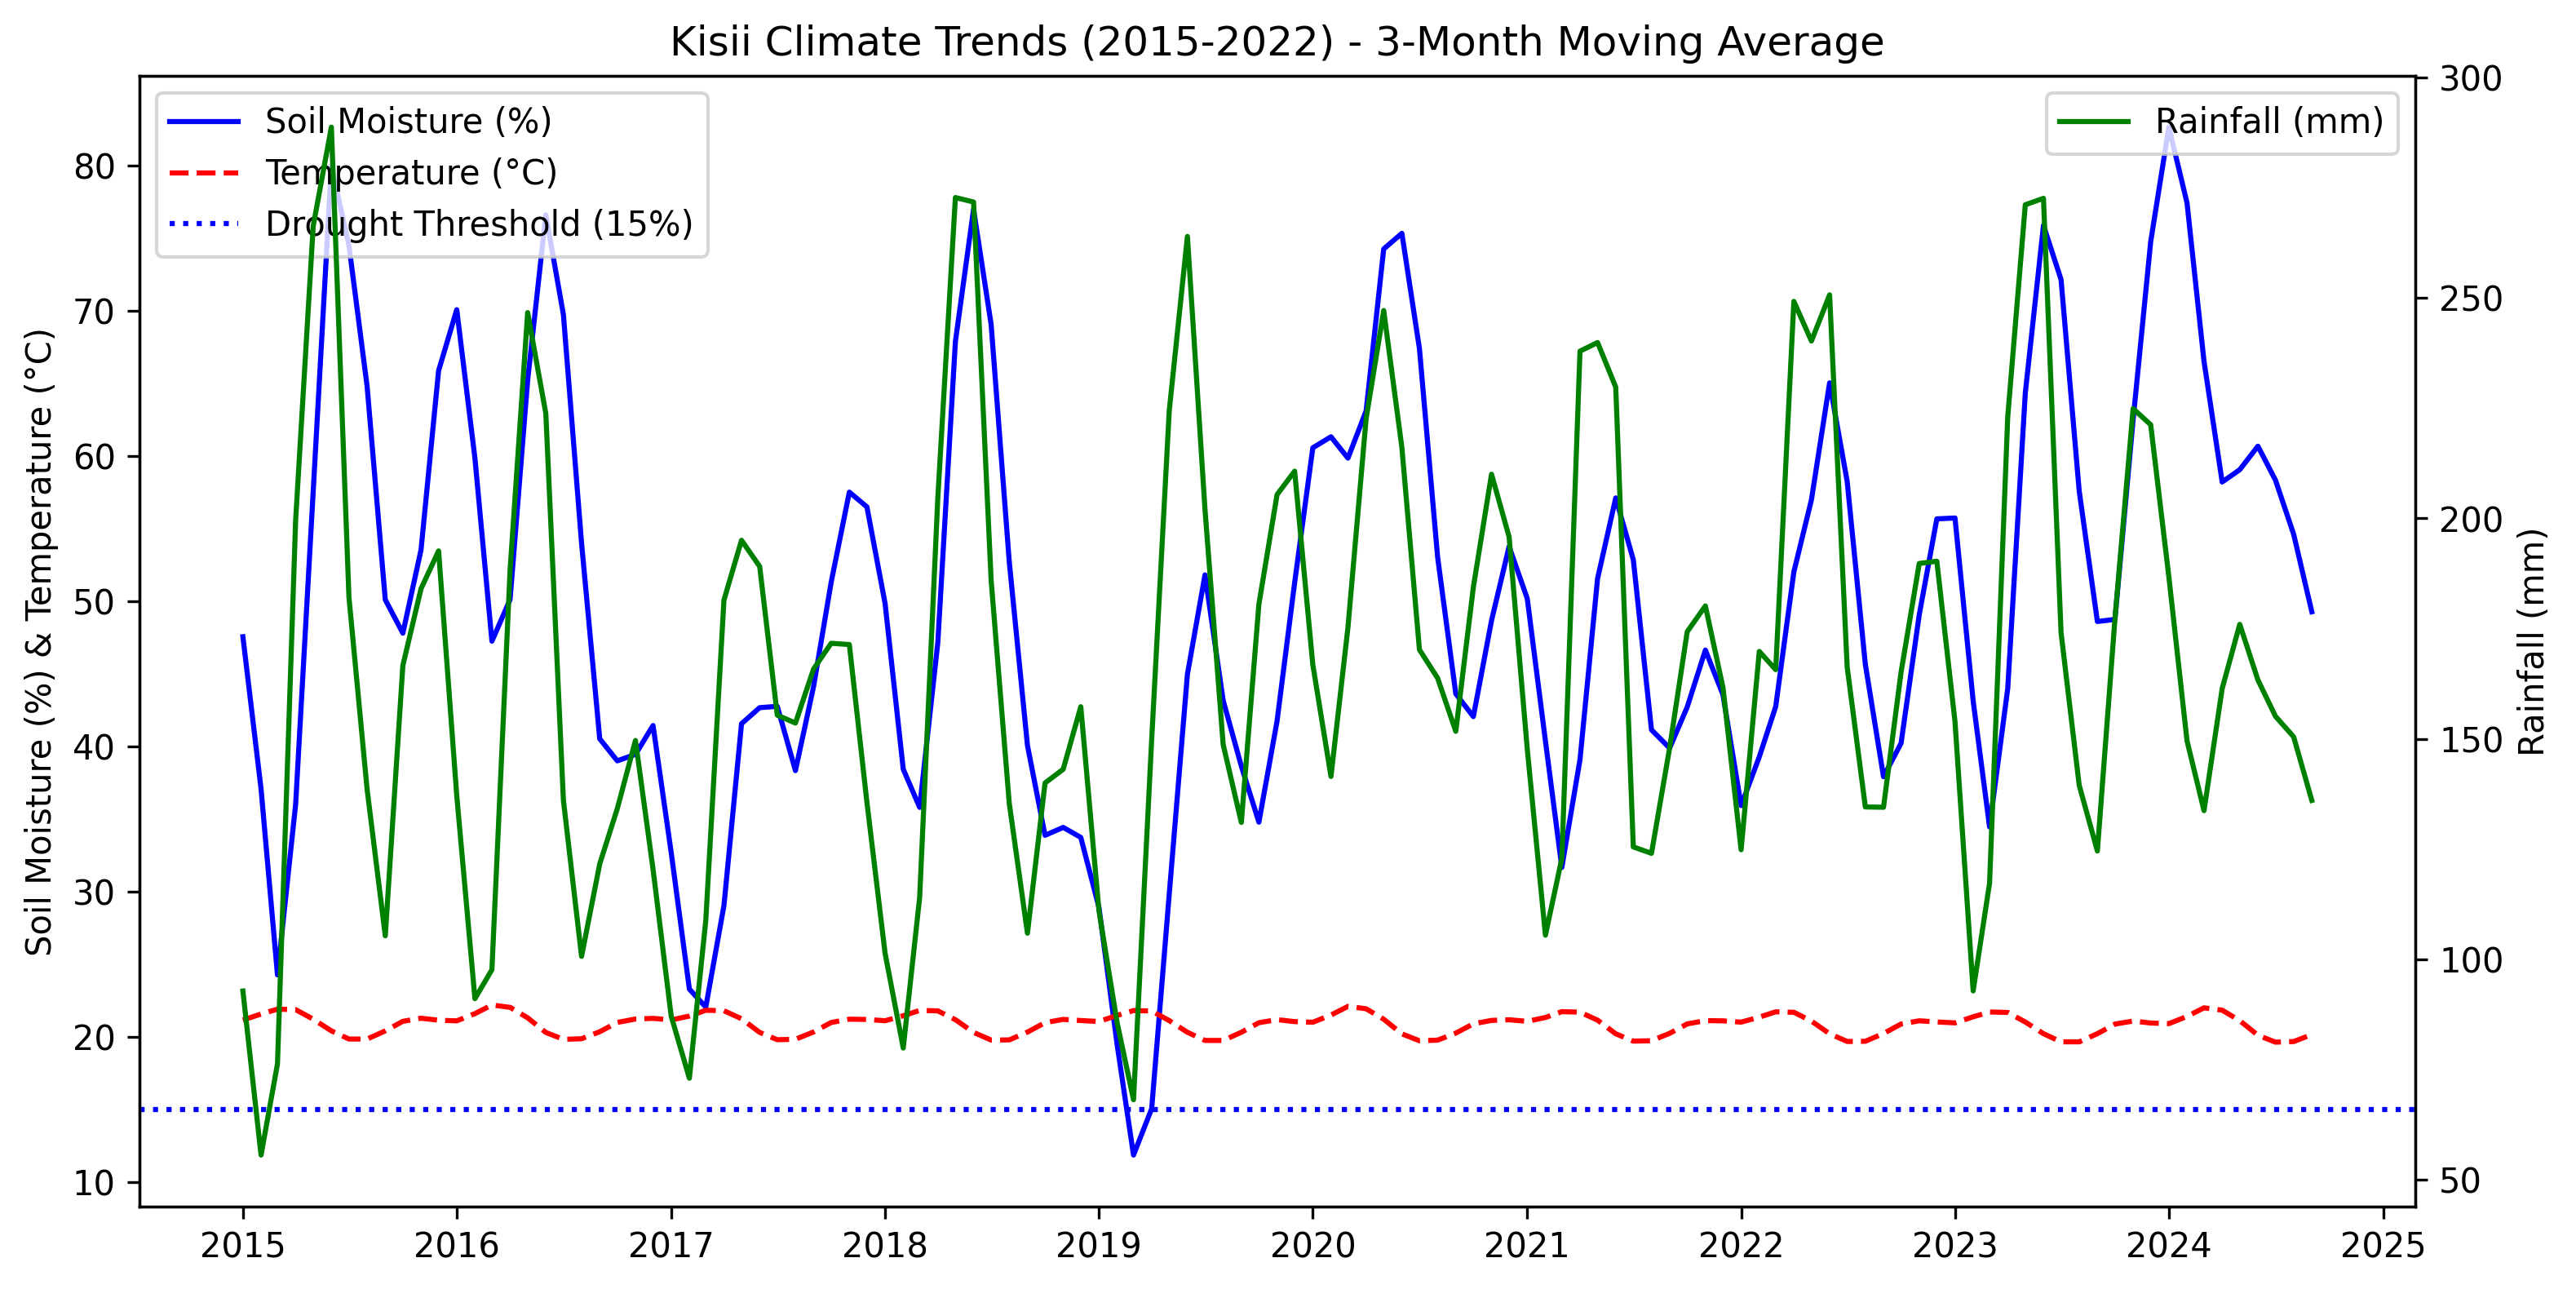 Kisii Climate Trends (2015-2022) - 3-Month Moving Average
Soil Moisture (%)
Temperature (°C)
Drought Threshold (15%)
Rainfall (mm)
Soil Moisture (%) & Temperature (°C)
80
70
60
50
40
30
20
10
300
250
200
150
100
50
Rainfall (mm)
2015 2016 2017 2018 2019 2020 2021 2022 2023 2024 2025